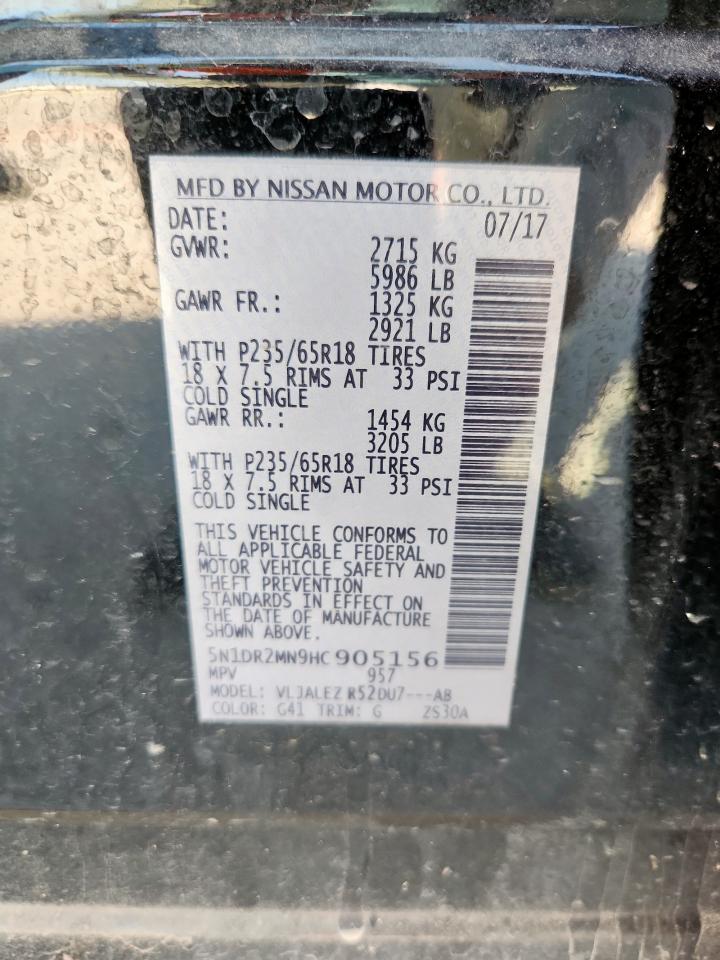 MFD BY NISSAN MOTOR CO., LTD.
DATE: 07/17
GVWR: 2715 KG
5986 LB
GAWR FR.: 1325 KG
2921 LB
WITH P235/65R18 TIRES
18 X 7.5 RIMS AT 33 PSI
COLD SINGLE
GAWR RR.: 1454 KG
3205 LB
WITH P235/65R18 TIRES
18 X 7.5 RIMS AT 33 PSI
COLD SINGLE
THIS VEHICLE CONFORMS TO
ALL APPLICABLE FEDERAL
MOTOR VEHICLE SAFETY AND
THEFT PREVENTION
STANDARDS IN EFFECT ON
THE DATE OF MANUFACTURE
SHOWN ABOVE.
5N1DR2MN9HC905156
MPV 957
MODEL: VLJALEZ R52DU7---AB
COLOR: G41 TRIM: G ZS30A